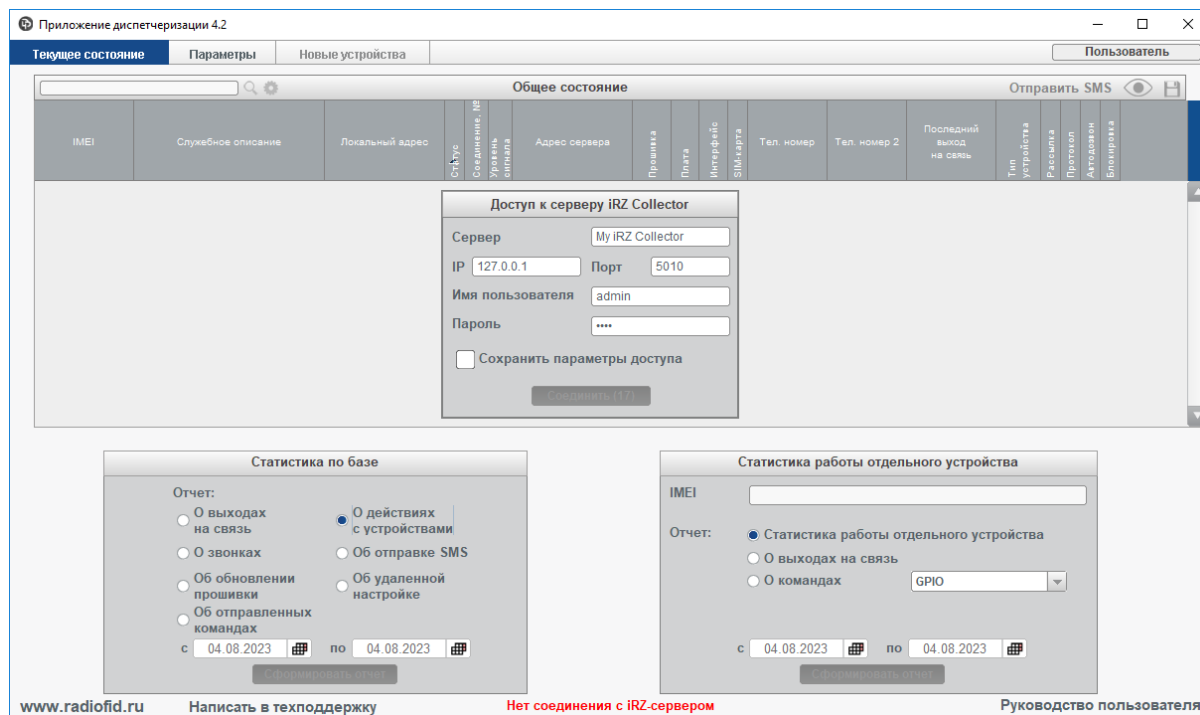 Приложение диспетчеризации 4.2
Текущее состояние
Параметры
Новые устройства
Пользователь
Общее состояние
Отправить SMS
IMEI
Служебное описание
Локальный адрес
Статус
Соединение, №
Уровень сигнала
Адрес сервера
Прошивка
Плата
Интерфейс
SIM-карта
Тел. номер
Тел. номер 2
Последний
выход
на связь
Тип устройства
Рассылка
Протокол
Автодозвон
Блокировка
Доступ к серверу iRZ Collector
Сервер My iRZ Collector
IP 127.0.0.1 Порт 5010
Имя пользователя admin
Пароль ••••
Сохранить параметры доступа
Соединить (17)
Статистика по базе
Отчет:
О выходах
на связь
О действиях
с устройствами
О звонках
Об отправке SMS
Об обновлении
прошивки
Об удаленной
настройке
Об отправленных
командах
с 04.08.2023 по 04.08.2023
Сформировать отчет
Статистика работы отдельного устройства
IMEI
Отчет:
Статистика работы отдельного устройства
О выходах на связь
О командах GPIO
с 04.08.2023 по 04.08.2023
Сформировать отчет
www.radiofid.ru
Написать в техподдержку
Нет соединения с iRZ-сервером
Руководство пользователя